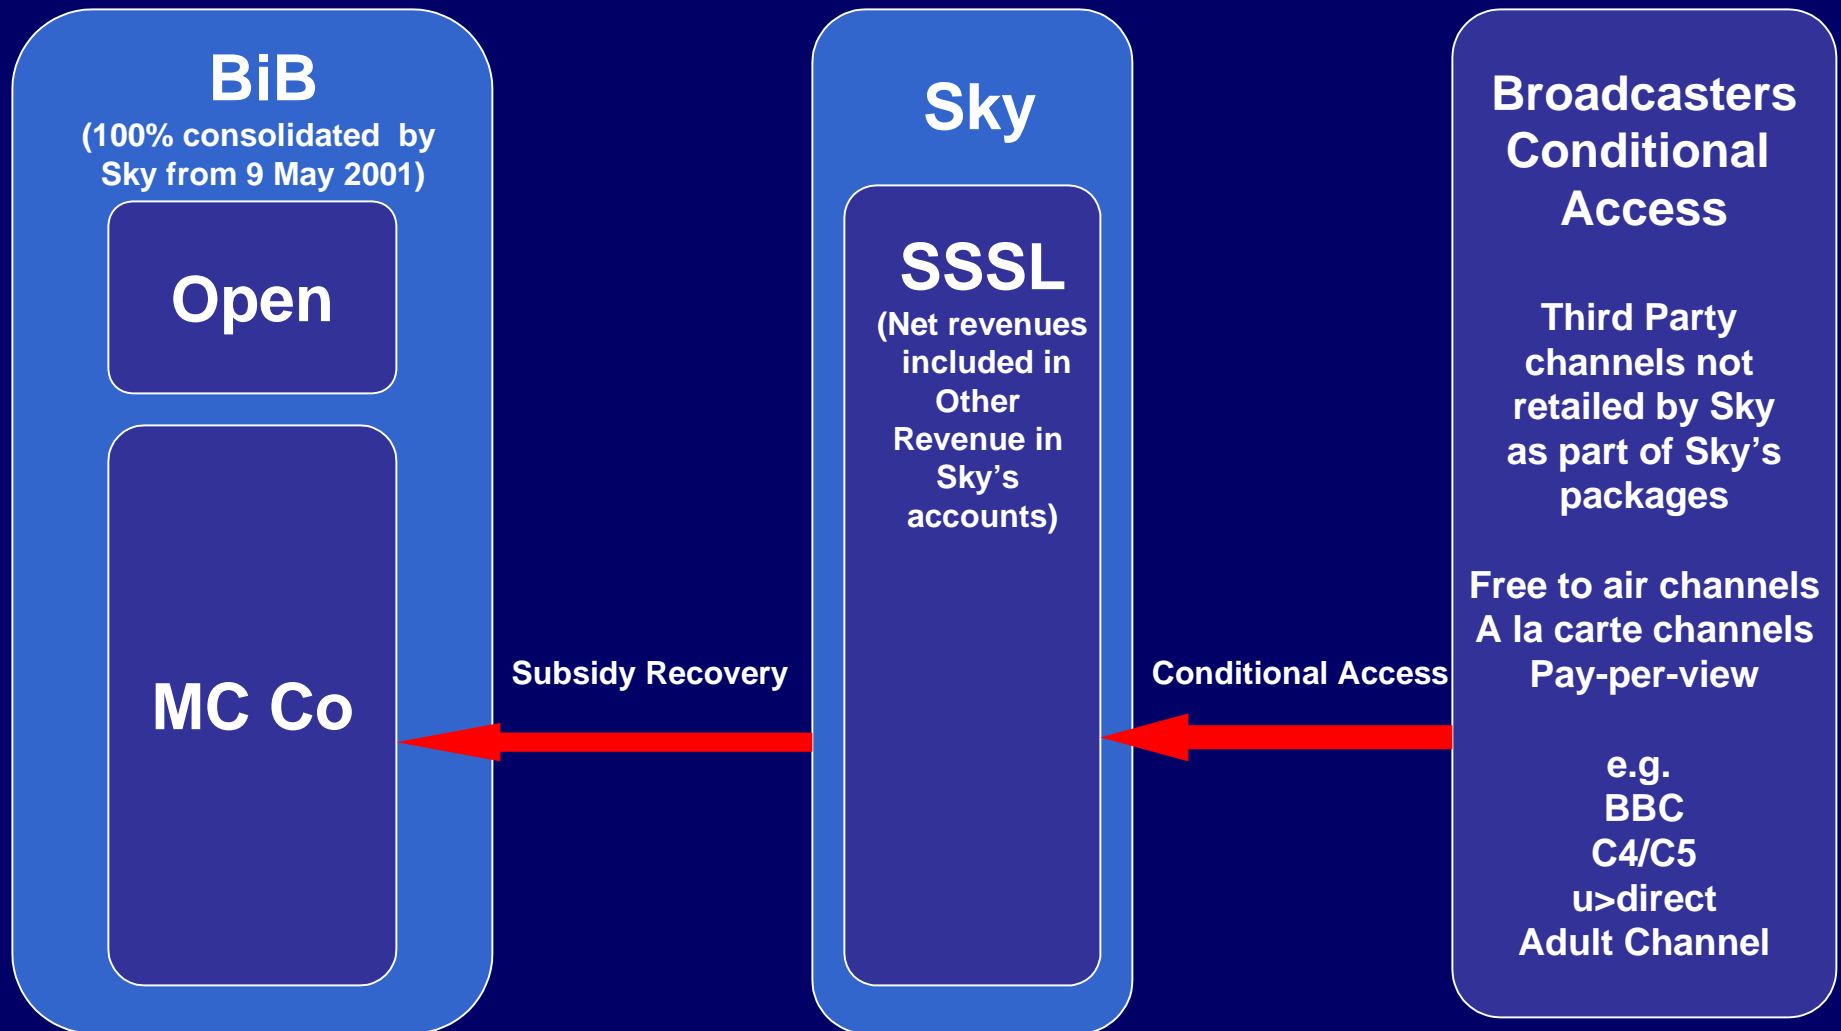 BiB
(100% consolidated by
Sky from 9 May 2001)
Open
MC Co
Subsidy Recovery
Sky
SSSL
(Net revenues
included in
Other
Revenue in
Sky’s
accounts)
Conditional Access
Broadcasters
Conditional
Access
Third Party
channels not
retailed by Sky
as part of Sky’s
packages
Free to air channels
A la carte channels
Pay-per-view
e.g.
BBC
C4/C5
u>direct
Adult Channel